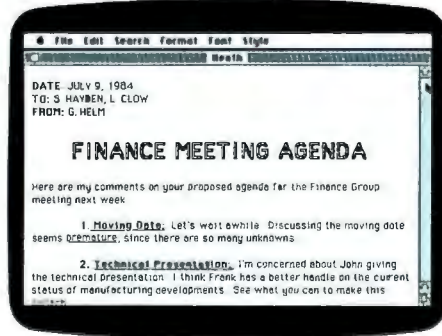 File Edit Search Format Font Style
Heath
DATE: JULY 9, 1984
TO: S HAYDEN, L CLOW
FROM: G. HELM
FINANCE MEETING AGENDA
Here are my comments on your proposed agenda for the Finance Group
meeting next week
1. Moving Date: Let's wait awhile. Discussing the moving date
seems premature, since there are so many unknowns
2. Technical Presentation: I'm concerned about John giving
the technical presentation. I think Frank has a better handle on the current
status of manufacturing developments. See what you can to make this